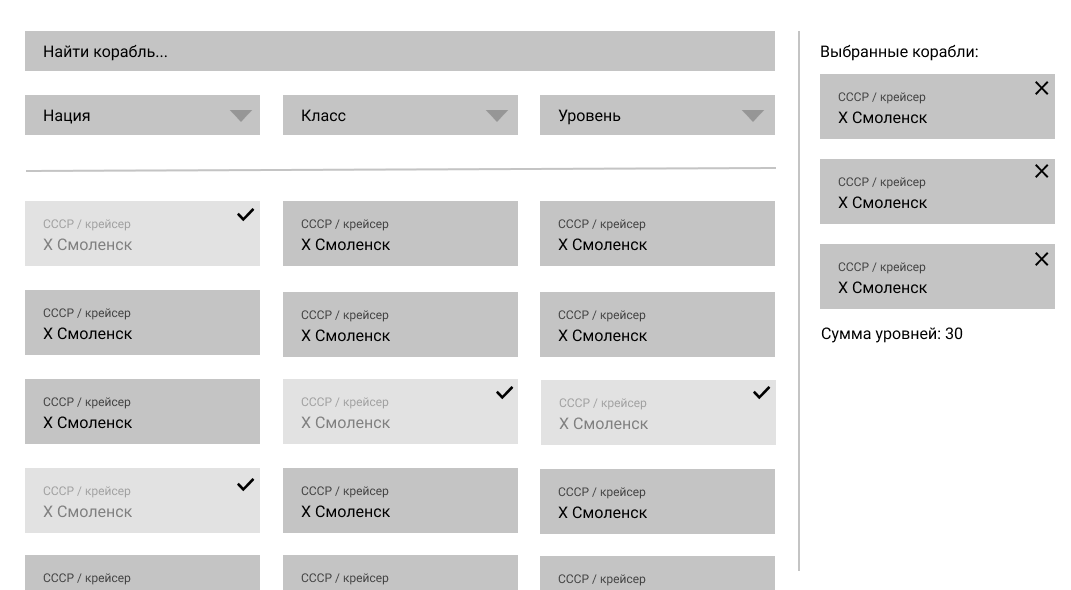 Найти корабль...
Нация
Класс
Уровень
СССР / крейсер
X Смоленск
СССР / крейсер
X Смоленск
СССР / крейсер
X Смоленск
СССР / крейсер
X Смоленск
СССР / крейсер
X Смоленск
СССР / крейсер
X Смоленск
СССР / крейсер
X Смоленск
СССР / крейсер
X Смоленск
СССР / крейсер
X Смоленск
СССР / крейсер
X Смоленск
СССР / крейсер
X Смоленск
СССР / крейсер
X Смоленск
СССР / крейсер
СССР / крейсер
СССР / крейсер
Выбранные корабли:
СССР / крейсер
X Смоленск
СССР / крейсер
X Смоленск
СССР / крейсер
X Смоленск
Сумма уровней: 30